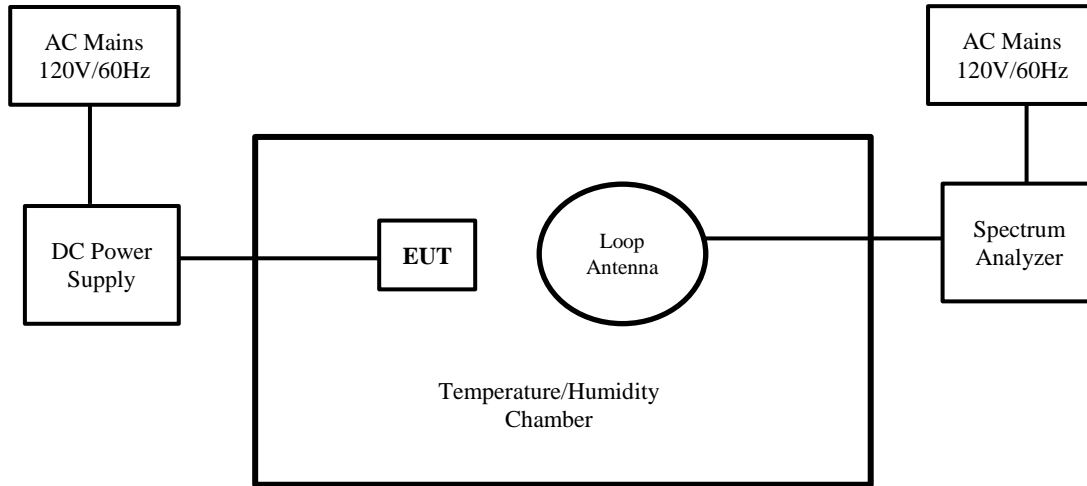 AC Mains
120V/60Hz
AC Mains
120V/60Hz
DC Power
Supply
EUT
Loop
Antenna
Spectrum
Analyzer
Temperature/Humidity
Chamber